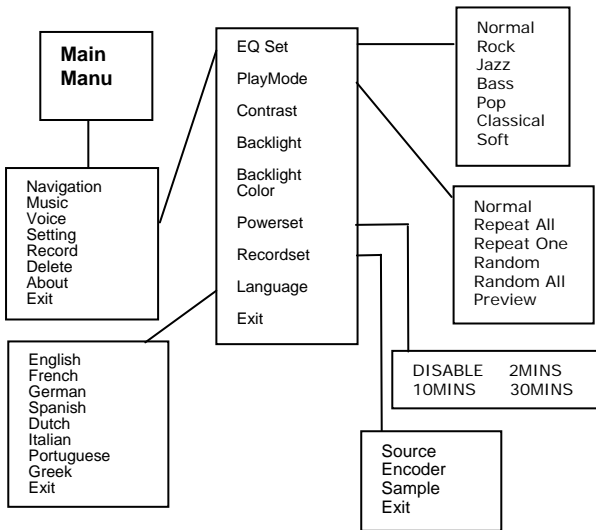 Main
Manu
Navigation
Music
Voice
Setting
Record
Delete
About
Exit
EQ Set
PlayMode
Contrast
Backlight
Backlight
Color
Powerset
Recordset
Language
Exit
Normal
Rock
Jazz
Bass
Pop
Classical
Soft
Normal
Repeat All
Repeat One
Random
Random All
Preview
DISABLE 2MINS
10MINS 30MINS
Source
Encoder
Sample
Exit
English
French
German
Spanish
Dutch
Italian
Portuguese
Greek
Exit